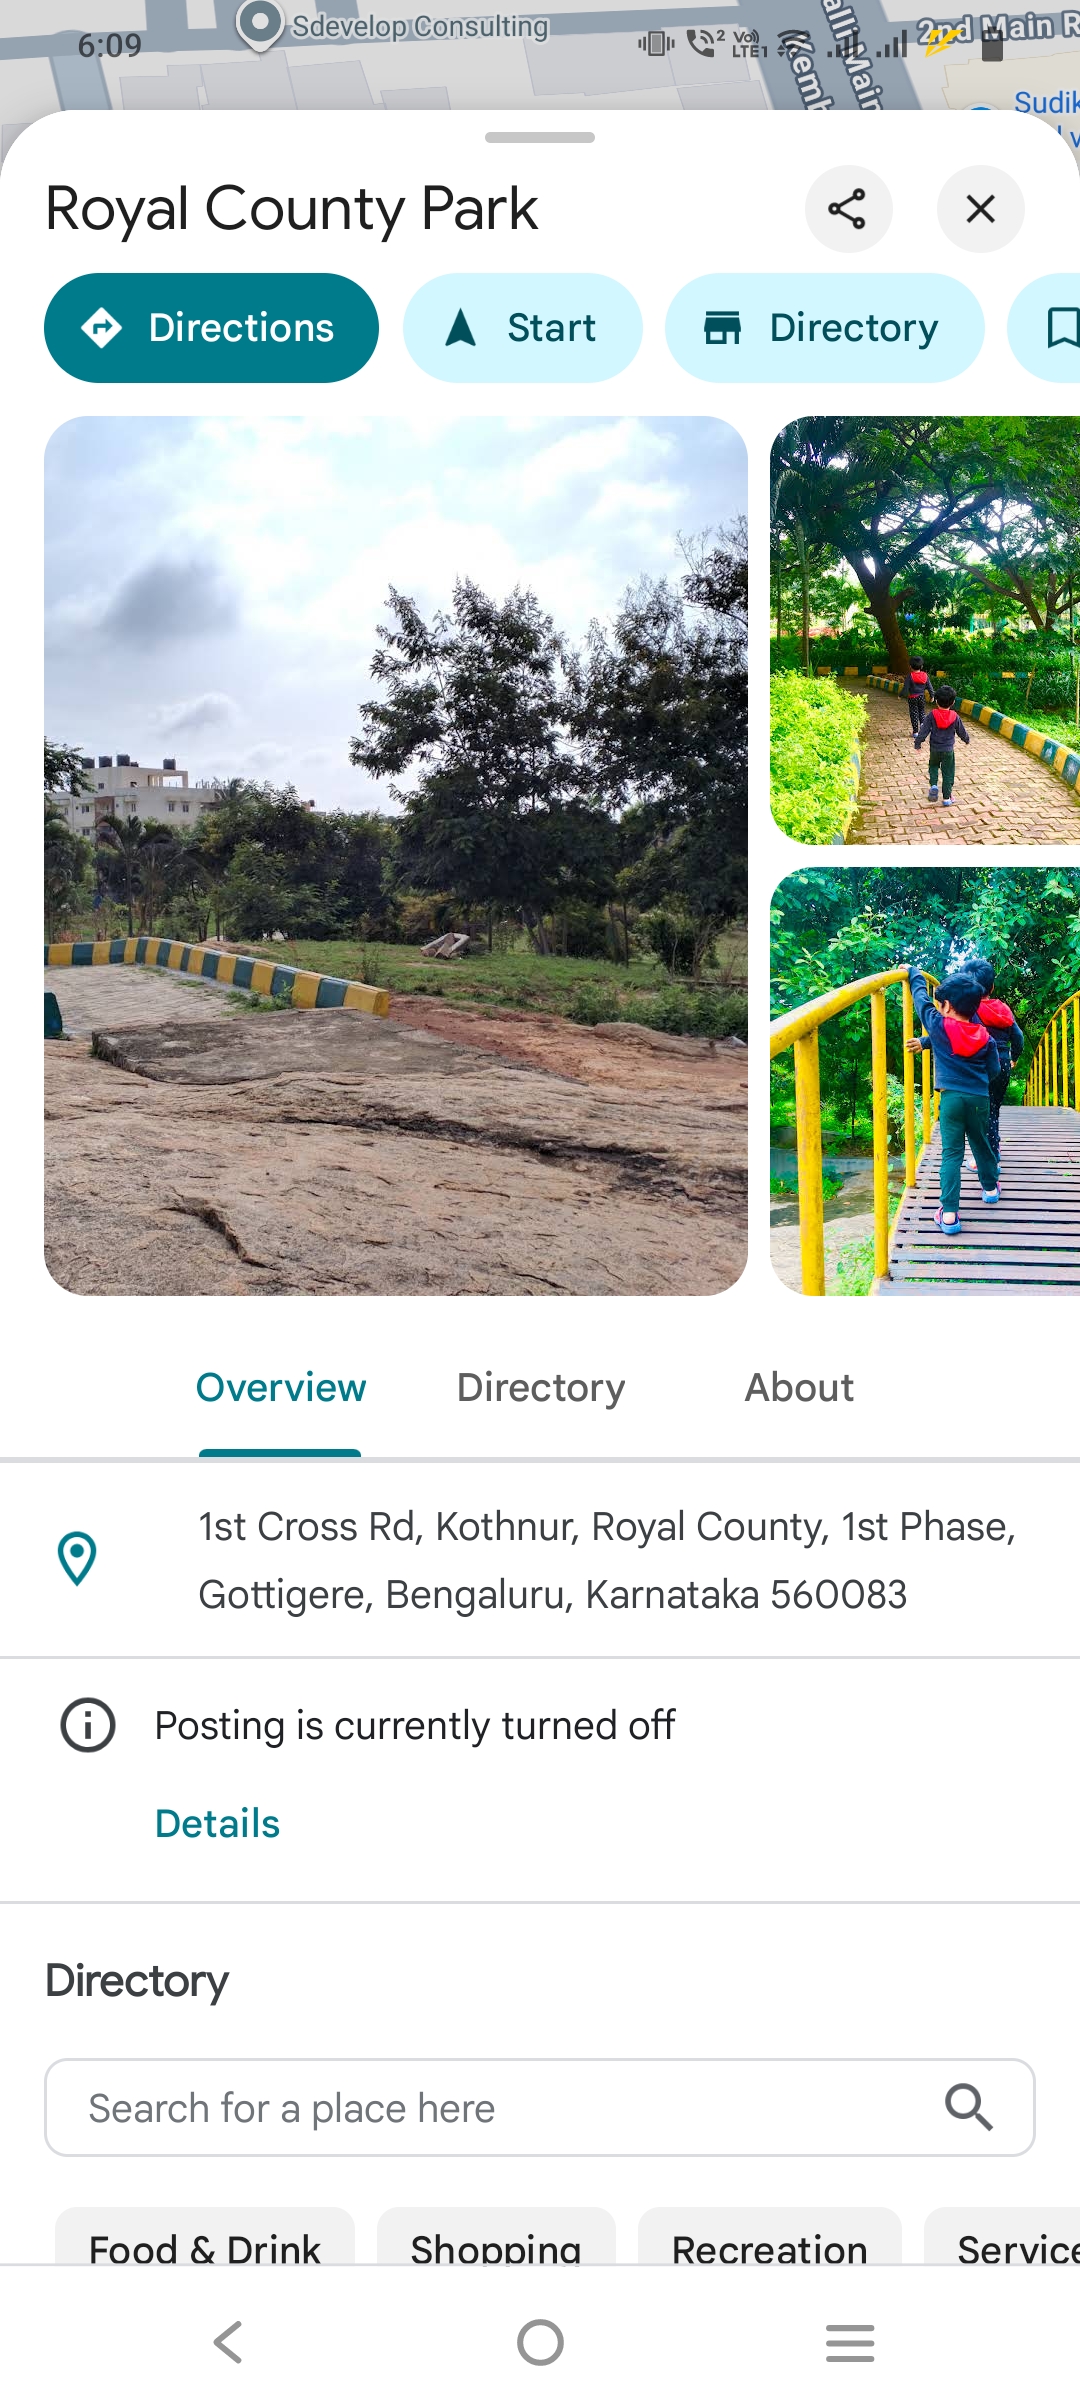 Sdevelop Consulting
2nd Main R
6:09
Sudik
Royal County Park
Directions
Start
Directory
Overview
Directory
About
1st Cross Rd, Kothnur, Royal County, 1st Phase,
Gottigere, Bengaluru, Karnataka 560083
Posting is currently turned off
Details
Directory
Search for a place here
Food & Drink
Shopping
Recreation
Service